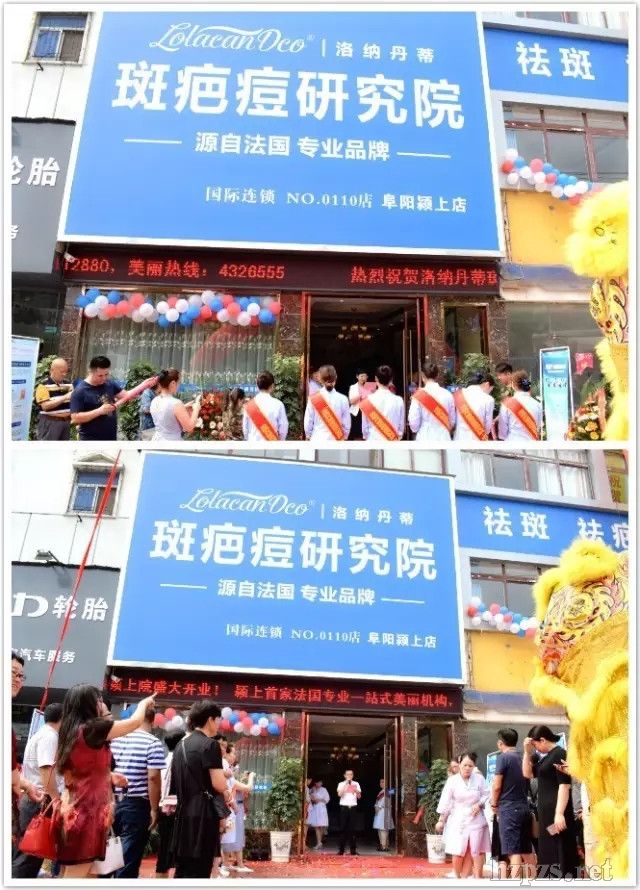 LolacanDco® | 洛纳丹蒂
斑疤痘研究院
源自法国 专业品牌
国际连锁 NO.0110店 阜阳颍上店
祛斑
轮胎
务
12880，美丽热线：4326555 热烈祝贺洛纳丹蒂
LolacanDco® | 洛纳丹蒂
斑疤痘研究院
源自法国 专业品牌
国际连锁 NO.0110店 阜阳颍上店
祛斑 祛疤
轮胎
汽车服务
上院盛大开业！ 颍上首家法国专业一站式美丽机构，
hzpzs.net